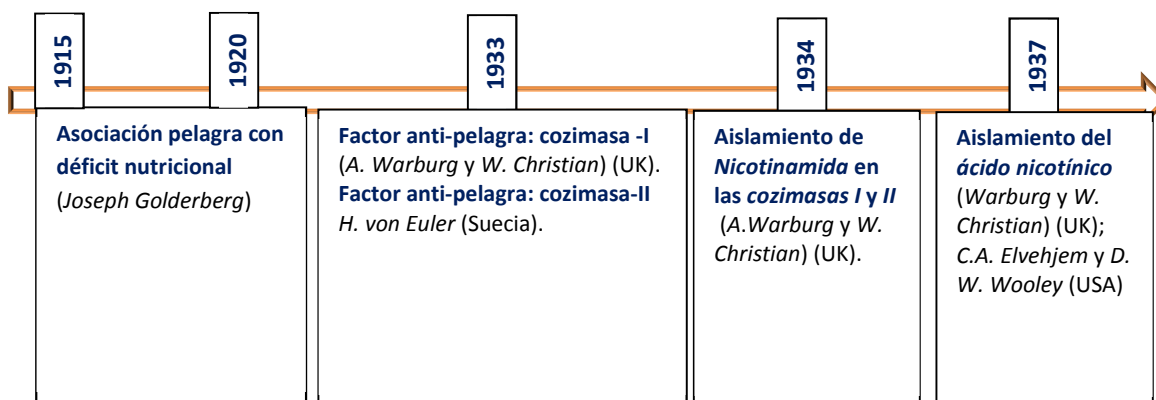 1915
1920
1933
1934
1937
Asociación pelagra con
déficit nutricional
(Joseph Golderberg)
Factor anti-pelagra: cozimasa -I
(A. Warburg y W. Christian) (UK).
Factor anti-pelagra: cozimasa-II
H. von Euler (Suecia).
Aislamiento de
Nicotinamida en
las cozimasas I y II
(A.Warburg y W.
Christian) (UK).
Aislamiento del
ácido nicotínico
(Warburg y W.
Christian) (UK);
C.A. Elvehjem y D.
W. Wooley (USA)